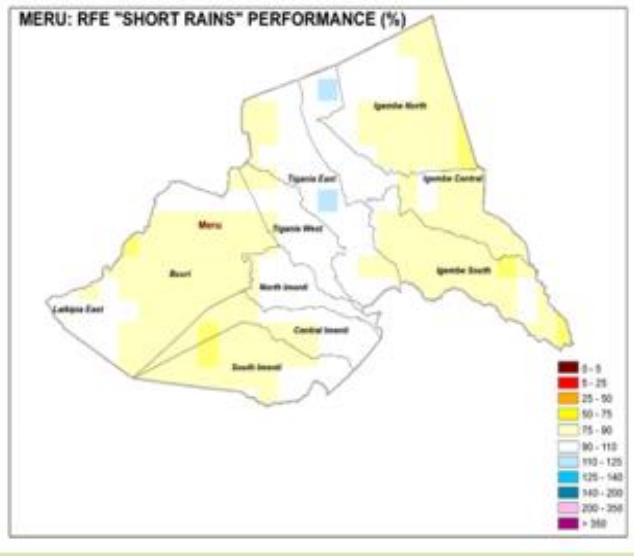 MERU: RFE "SHORT RAINS" PERFORMANCE (%)
Igembe North
Tigania East
Igembe Central
Meru
Tigania West
Buuri
Igembe South
North Imenti
Laikipia East
Central Imenti
South Imenti
0 - 5
5 - 25
25 - 50
50 - 75
75 - 90
90 - 110
110 - 125
125 - 140
140 - 200
200 - 350
> 350